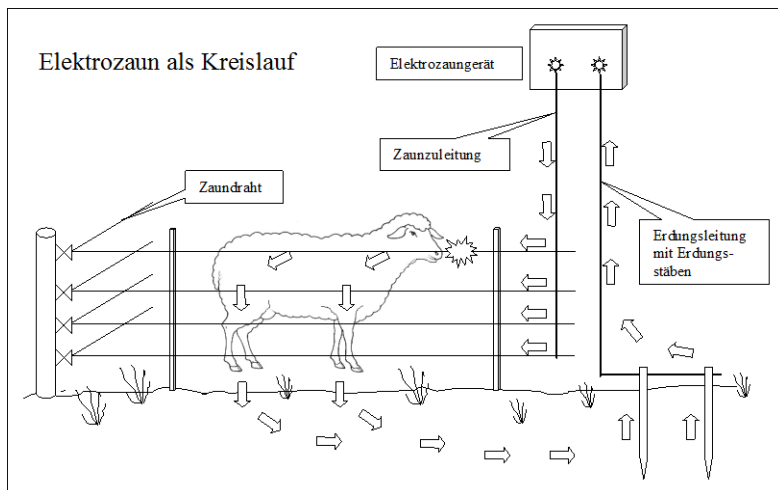 Elektrozaun als Kreislauf
Elektrozaungerät
Zaunzuleitung
Zaundraht
Erdungsleitung
mit Erdungs-
stäben